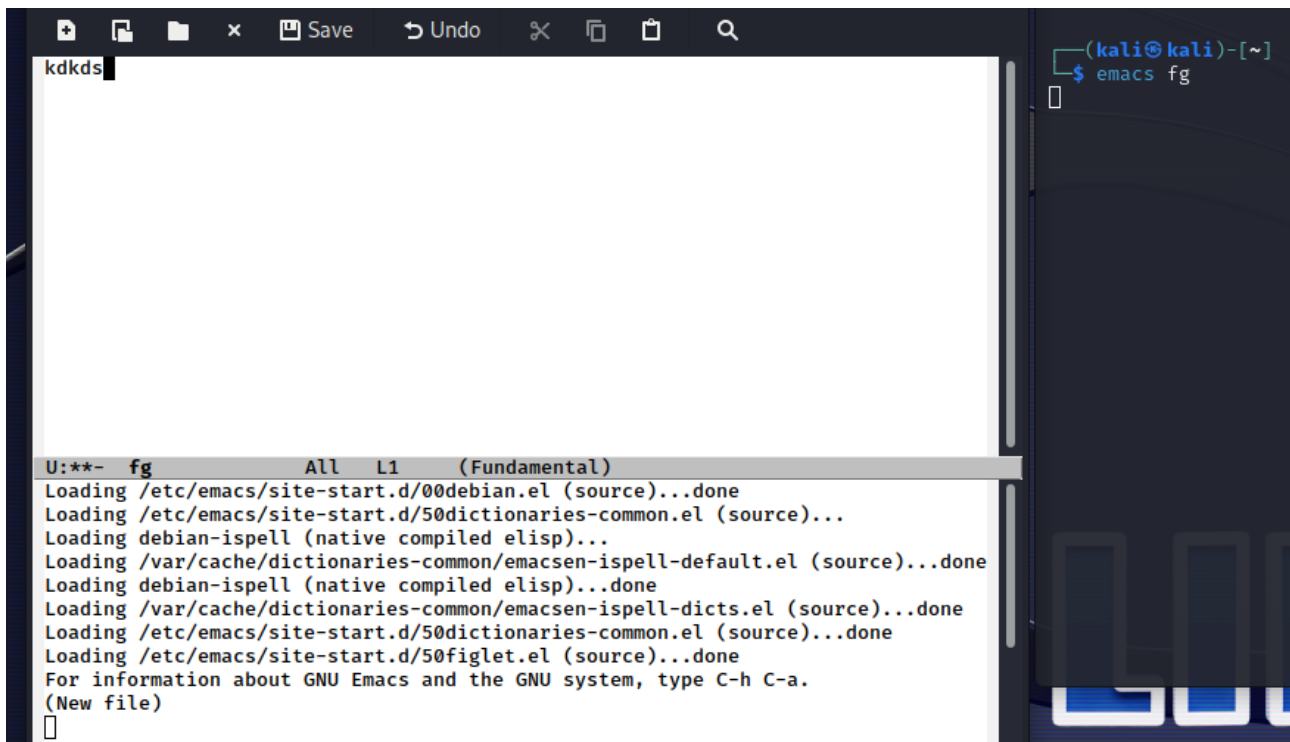 Save Undo
kdkds
U:**-  fg             All   L1     (Fundamental)
Loading /etc/emacs/site-start.d/00debian.el (source)...done
Loading /etc/emacs/site-start.d/50dictionaries-common.el (source)...
Loading debian-ispell (native compiled elisp)...
Loading /var/cache/dictionaries-common/emacsen-ispell-default.el (source)...done
Loading debian-ispell (native compiled elisp)...done
Loading /var/cache/dictionaries-common/emacsen-ispell-dicts.el (source)...done
Loading /etc/emacs/site-start.d/50dictionaries-common.el (source)...done
Loading /etc/emacs/site-start.d/50figlet.el (source)...done
For information about GNU Emacs and the GNU system, type C-h C-a.
(New file)
┌──(kali㉿kali)-[~]
└─$ emacs fg